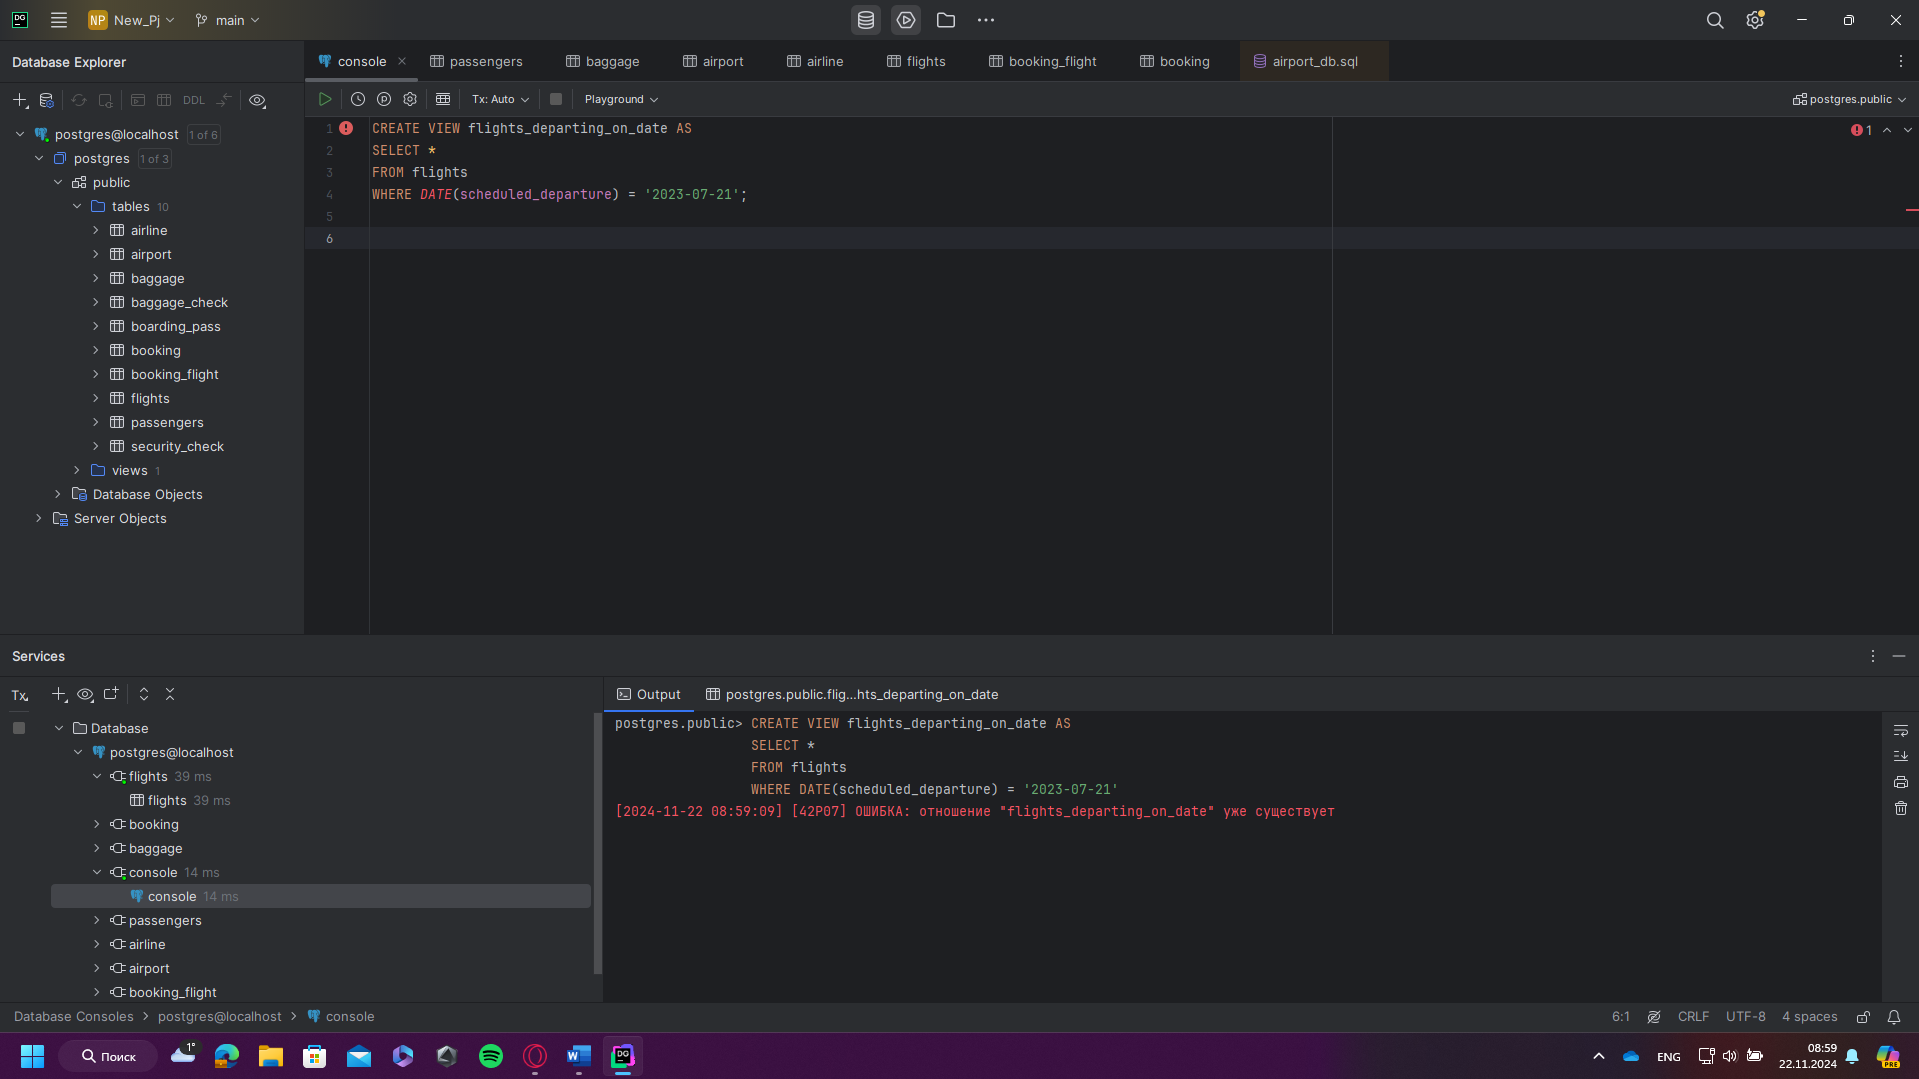 DG
NP New_Pj main
Database Explorer
console
passengers
baggage
airport
airline
flights
booking_flight
booking
airport_db.sql
DDL
Tx: Auto
Playground
postgres.public
postgres@localhost 1 of 6
postgres 1 of 3
public
tables 10
airline
airport
baggage
baggage_check
boarding_pass
booking
booking_flight
flights
passengers
security_check
views 1
Database Objects
Server Objects
1 CREATE VIEW flights_departing_on_date AS
2 SELECT *
3 FROM flights
4 WHERE DATE(scheduled_departure) = '2023-07-21';
5
6
1
Services
Tx
Database
postgres@localhost
flights 39 ms
flights 39 ms
booking
baggage
console 14 ms
console 14 ms
passengers
airline
airport
booking_flight
Output
postgres.public.flig...hts_departing_on_date
postgres.public> CREATE VIEW flights_departing_on_date AS
SELECT *
FROM flights
WHERE DATE(scheduled_departure) = '2023-07-21'
[2024-11-22 08:59:09] [42P07] ОШИБКА: отношение "flights_departing_on_date" уже существует
Database Consoles > postgres@localhost > console
6:1 CRLF UTF-8 4 spaces
1°
Поиск
ENG
08:59
22.11.2024
PRE